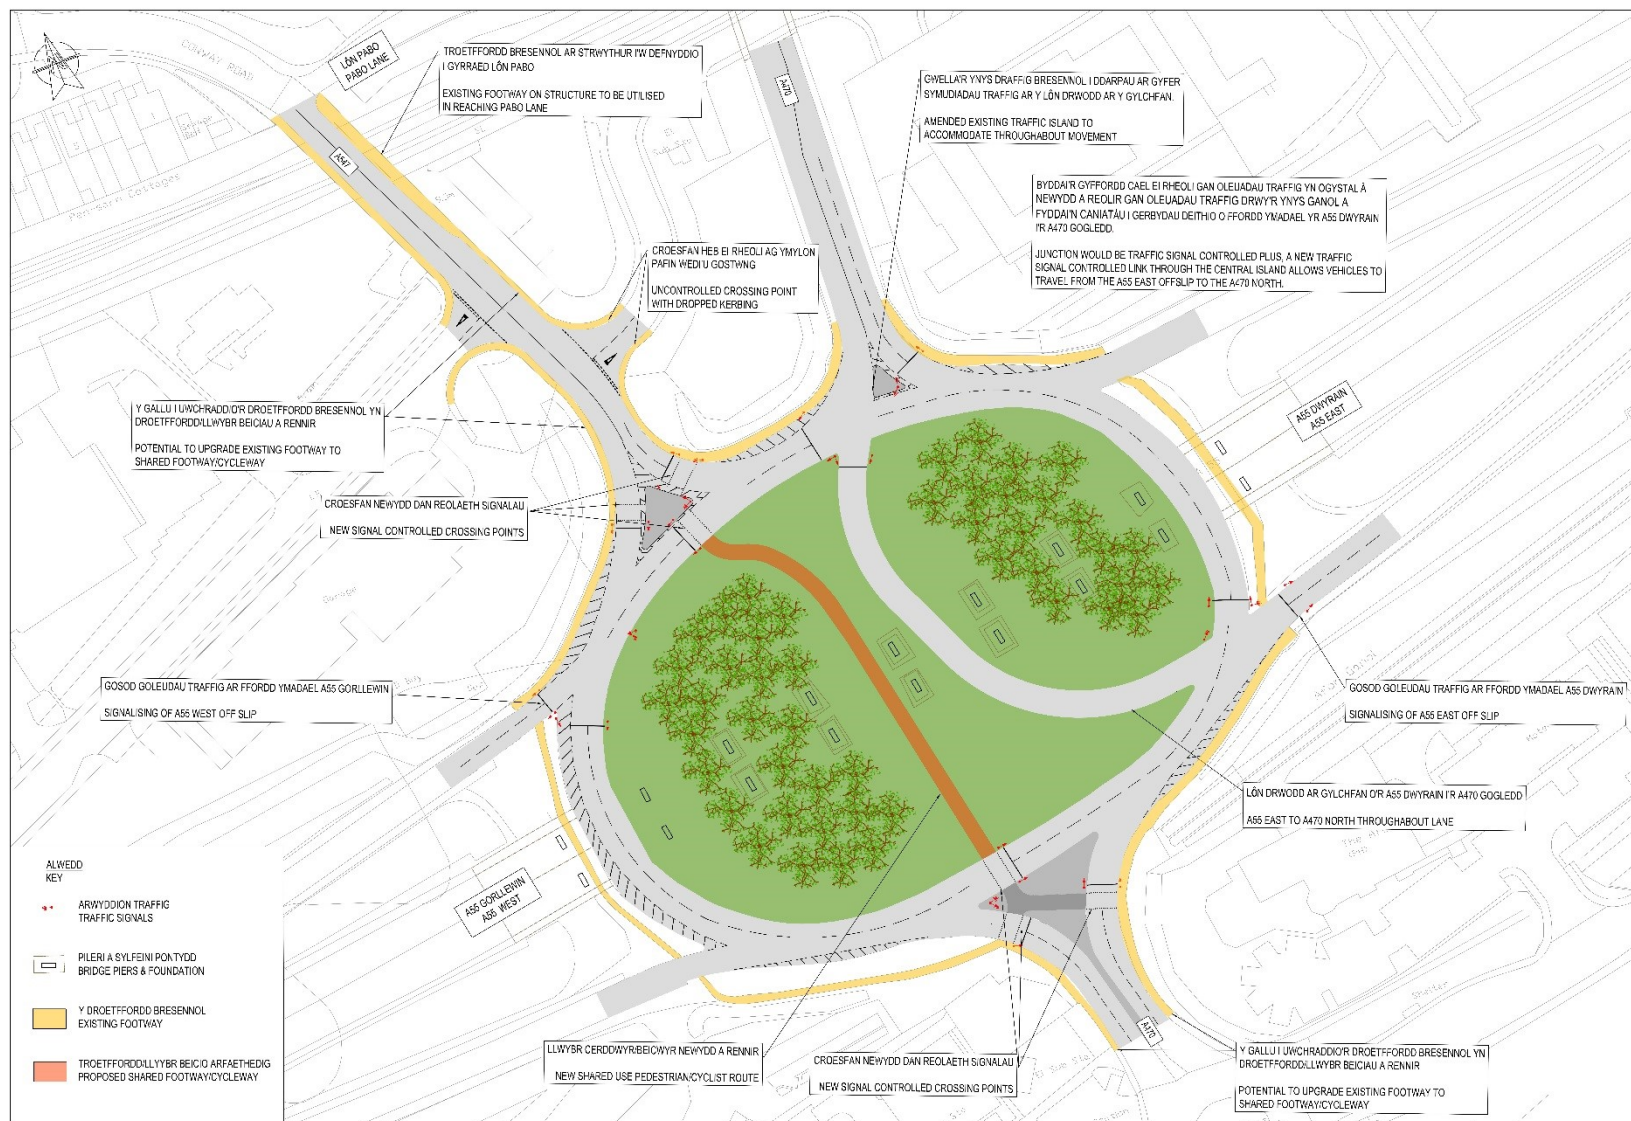 CONWAY ROAD
LÔN PABO
PABO LANE
TROETFFORDD BRESENNOL AR STRWYTHUR I'W DEFNYDDIO
I GYRRAED LÔN PABO
EXISTING FOOTWAY ON STRUCTURE TO BE UTILISED
IN REACHING PABO LANE
A470
GWELLA'R YNYS DRAFFIG BRESENNOL I DDARPAU AR GYFER
SYMUDIADAU TRAFFIG AR Y LÔN DRWODD AR Y GYLCHFAN.
AMENDED EXISTING TRAFFIC ISLAND TO
ACCOMMODATE THROUGHABOUT MOVEMENT
A547
BYDDAI'R GYFFORDD CAEL EI RHEOLI GAN OLEUADAU TRAFFIG YN OGYSTAL Â
NEWYDD A REOLIR GAN OLEUADAU TRAFFIG DRWY'R YNYS GANOL A
FYDDAI'N CANIATÁU I GERBYDAU DEITHIO O FFORDD YMADAEL YR A55 DWYRAIN
I'R A470 GOGLEDD.
JUNCTION WOULD BE TRAFFIC SIGNAL CONTROLLED PLUS, A NEW TRAFFIC
SIGNAL CONTROLLED LINK THROUGH THE CENTRAL ISLAND ALLOWS VEHICLES TO
TRAVEL FROM THE A55 EAST OFFSLIP TO THE A470 NORTH.
CROESFAN HEB EI RHEOLI AG YMYLON
PAFIN WEDI'U GOSTWNG
UNCONTROLLED CROSSING POINT
WITH DROPPED KERBING
Y GALLU I UWCHRADDIO'R DROETFFORDD BRESENNOL YN
DROETFFORDD/LLWYBR BEICIAU A RENNIR
POTENTIAL TO UPGRADE EXISTING FOOTWAY TO
SHARED FOOTWAY/CYCLEWAY
A55 DWYRAIN
A55 EAST
CROESFAN NEWYDD DAN REOLAETH SIGNALAU
NEW SIGNAL CONTROLLED CROSSING POINTS
Garage
GOSOD GOLEUDAU TRAFFIG AR FFORDD YMADAEL A55 GORLLEWIN
SIGNALISING OF A55 WEST OFF SLIP
GOSOD GOLEUDAU TRAFFIG AR FFORDD YMADAEL A55 DWYRAIN
SIGNALISING OF A55 EAST OFF SLIP
LÔN DRWODD AR GYLCHFAN O'R A55 DWYRAIN I'R A470 GOGLEDD
A55 EAST TO A470 NORTH THROUGHABOUT LANE
A55 GORLLEWIN
A55 WEST
ALWEDD
KEY
ARWYDDION TRAFFIG
TRAFFIC SIGNALS
PILERI A SYLFEINI PONTYDD
BRIDGE PIERS & FOUNDATION
Y DROETFFORDD BRESENNOL
EXISTING FOOTWAY
TROETFFORDD/LLYYBR BEICIO ARFAETHEDIG
PROPOSED SHARED FOOTWAY/CYCLEWAY
Shelter
A470
LLWYBR CERDDWYR/BEICWYR NEWYDD A RENNIR
NEW SHARED USE PEDESTRIAN/CYCLIST ROUTE
CROESFAN NEWYDD DAN REOLAETH SIGNALAU
NEW SIGNAL CONTROLLED CROSSING POINTS
Y GALLU I UWCHRADDIO'R DROETFFORDD BRESENNOL YN
DROETFFORDD/LLWYBR BEICIAU A RENNIR
POTENTIAL TO UPGRADE EXISTING FOOTWAY TO
SHARED FOOTWAY/CYCLEWAY